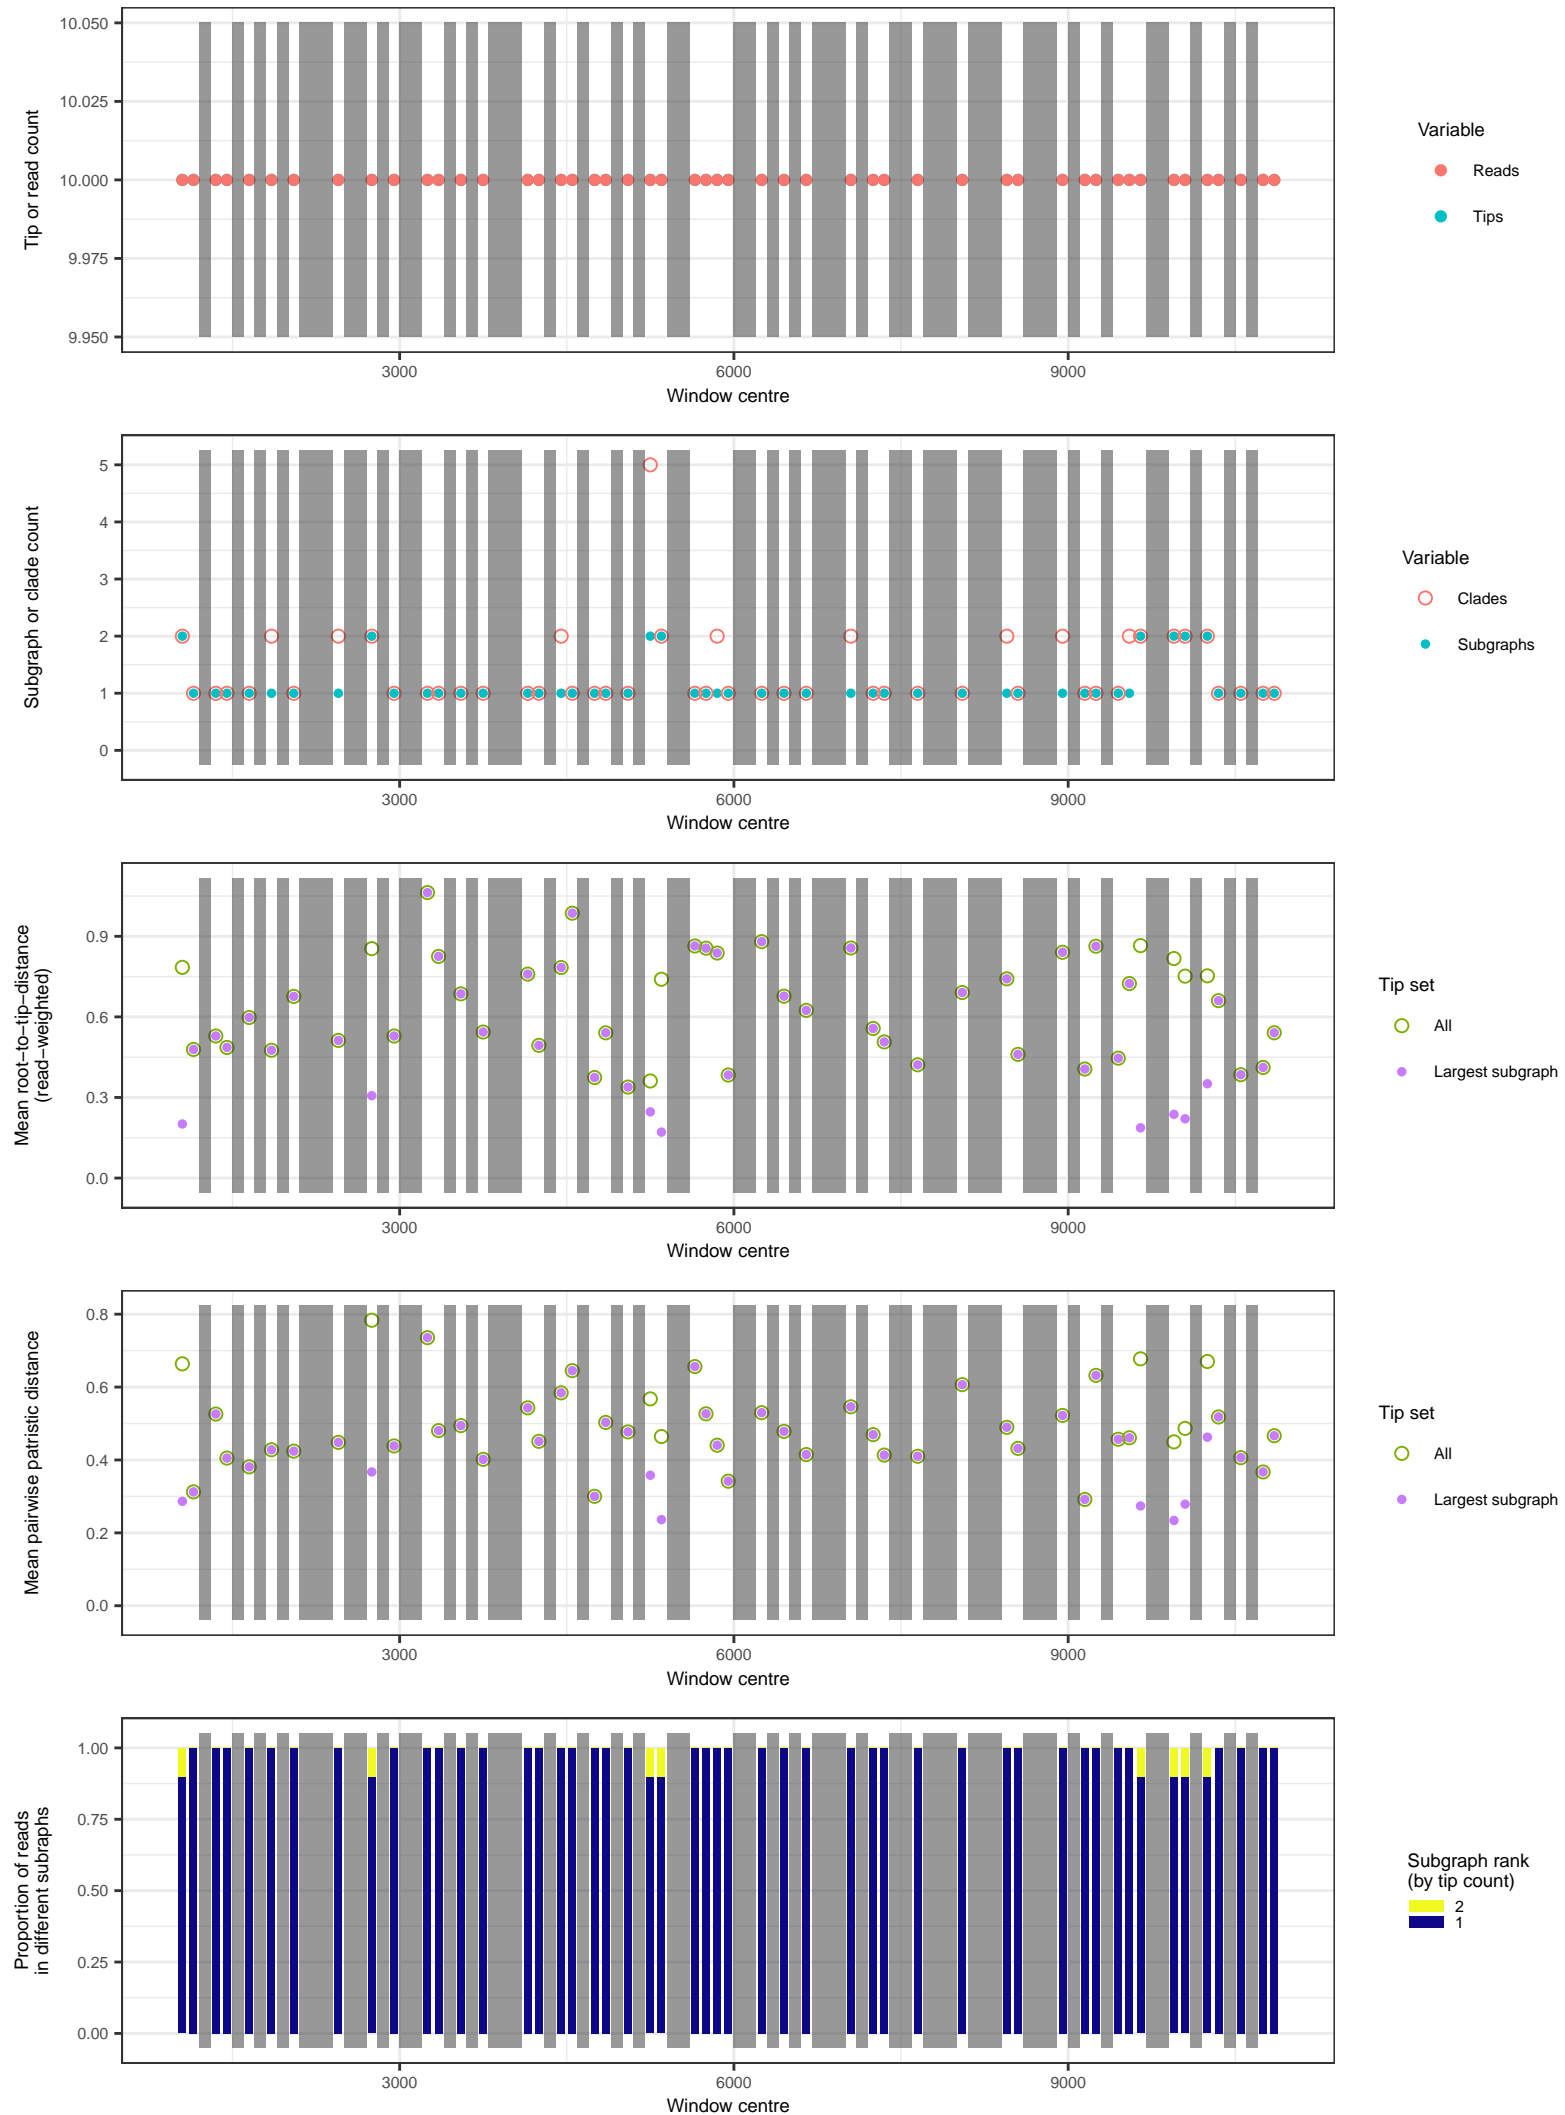 10.050
10.025
10.000
9.975
9.950
Tip or read count
3000
6000
9000
Window centre
Variable
Reads
Tips
5
4
3
2
1
0
Subgraph or clade count
3000
6000
9000
Window centre
Variable
Clades
Subgraphs
0.9
0.6
0.3
0.0
Mean root−to−tip−distance
(read−weighted)
3000
6000
9000
Window centre
Tip set
All
Largest subgraph
0.8
0.6
0.4
0.2
0.0
Mean pairwise patristic distance
3000
6000
9000
Window centre
Tip set
All
Largest subgraph
1.00
0.75
0.50
0.25
0.00
Proportion of reads
in different subraphs
3000
6000
9000
Window centre
Subgraph rank
(by tip count)
2
1